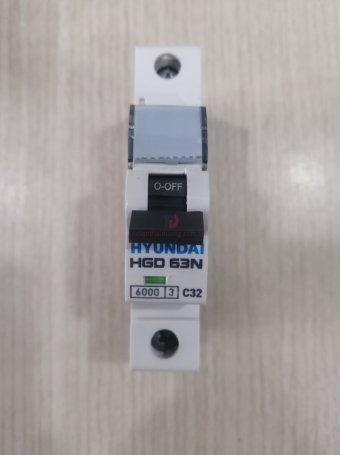 O-OFF
HYUNDAI
HGD 63N
6000 3 C32